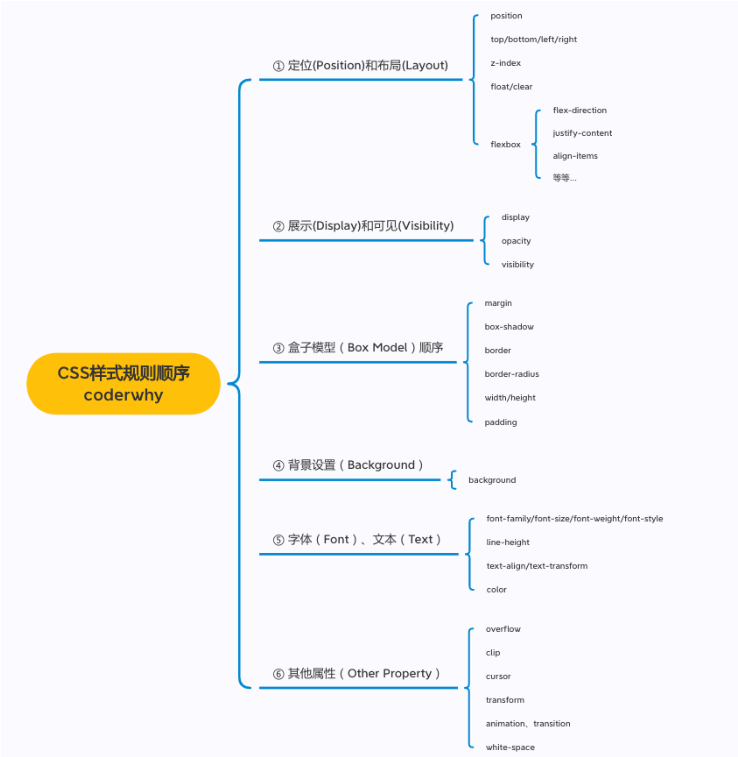 CSS样式规则顺序
coderwhy
① 定位(Position)和布局(Layout)
position
top/bottom/left/right
z-index
float/clear
flexbox
flex-direction
justify-content
align-items
等等...
② 展示(Display)和可见(Visibility)
display
opacity
visibility
③ 盒子模型（Box Model）顺序
margin
box-shadow
border
border-radius
width/height
padding
④ 背景设置（Background）
background
⑤ 字体（Font）、文本（Text）
font-family/font-size/font-weight/font-style
line-height
text-align/text-transform
color
⑥ 其他属性（Other Property）
overflow
clip
cursor
transform
animation、transition
white-space